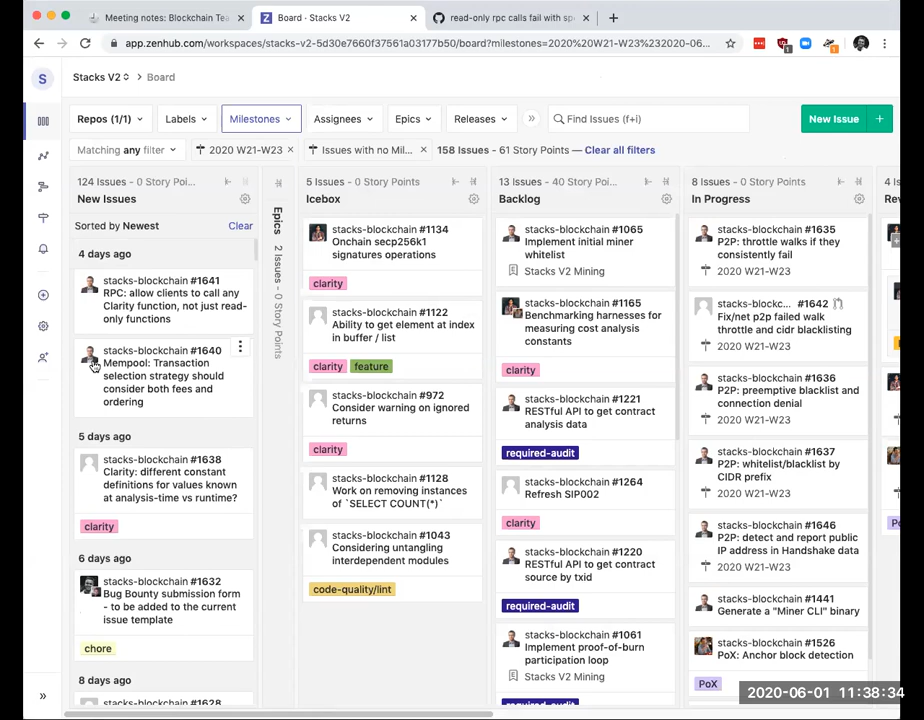 Meeting notes: Blockchain Tea
Board · Stacks V2
read-only rpc calls fail with sp
app.zenhub.com/workspaces/stacks-v2-5d30e7660f37561a03177b50/board?milestones=2020%20W21-W23%232020-06...
S
Stacks V2
Board
Repos (1/1)
Labels
Milestones
Assignees
Epics
Releases
Find Issues (f+i)
New Issue
Matching any filter
2020 W21-W23
Issues with no Mil...
158 Issues - 61 Story Points — Clear all filters
124 Issues - 0 Story Poi...
New Issues
Sorted by Newest
Clear
4 days ago
stacks-blockchain #1641
RPC: allow clients to call any
Clarity function, not just read-
only functions
stacks-blockchain #1640
Mempool: Transaction
selection strategy should
consider both fees and
ordering
5 days ago
stacks-blockchain #1638
Clarity: different constant
definitions for values known
at analysis-time vs runtime?
clarity
6 days ago
stacks-blockchain #1632
Bug Bounty submission form
- to be added to the current
issue template
chore
8 days ago
stacks-blockchain #1628
Epics 2 Issues - 0 Story Points
5 Issues - 0 Story Points
Icebox
stacks-blockchain #1134
Onchain secp256k1
signatures operations
clarity
stacks-blockchain #1122
Ability to get element at index
in buffer / list
clarity
feature
stacks-blockchain #972
Consider warning on ignored
returns
clarity
stacks-blockchain #1128
Work on removing instances
of `SELECT COUNT(*)`
stacks-blockchain #1043
Considering untangling
interdependent modules
code-quality/lint
13 Issues - 40 Story Poi...
Backlog
stacks-blockchain #1065
Implement initial miner
whitelist
Stacks V2 Mining
stacks-blockchain #1165
Benchmarking harnesses for
measuring cost analysis
constants
clarity
stacks-blockchain #1221
RESTful API to get contract
analysis data
required-audit
stacks-blockchain #1264
Refresh SIP002
clarity
stacks-blockchain #1220
RESTful API to get contract
source by txid
required-audit
stacks-blockchain #1061
Implement proof-of-burn
participation loop
Stacks V2 Mining
required-audit
8 Issues - 0 Story Points
In Progress
stacks-blockchain #1635
P2P: throttle walks if they
consistently fail
2020 W21-W23
stacks-blockc... #1642
Fix/net p2p failed walk
throttle and cidr blacklisting
stacks-blockchain #1636
P2P: preemptive blacklist and
connection denial
2020 W21-W23
stacks-blockchain #1637
P2P: whitelist/blacklist by
CIDR prefix
2020 W21-W23
stacks-blockchain #1646
P2P: detect and report public
IP address in Handshake data
2020 W21-W23
stacks-blockchain #1441
Generate a "Miner CLI" binary
stacks-blockchain #1526
PoX: Anchor block detection
PoX
4 Is
Rev
Po
2020-06-01 11:38:34